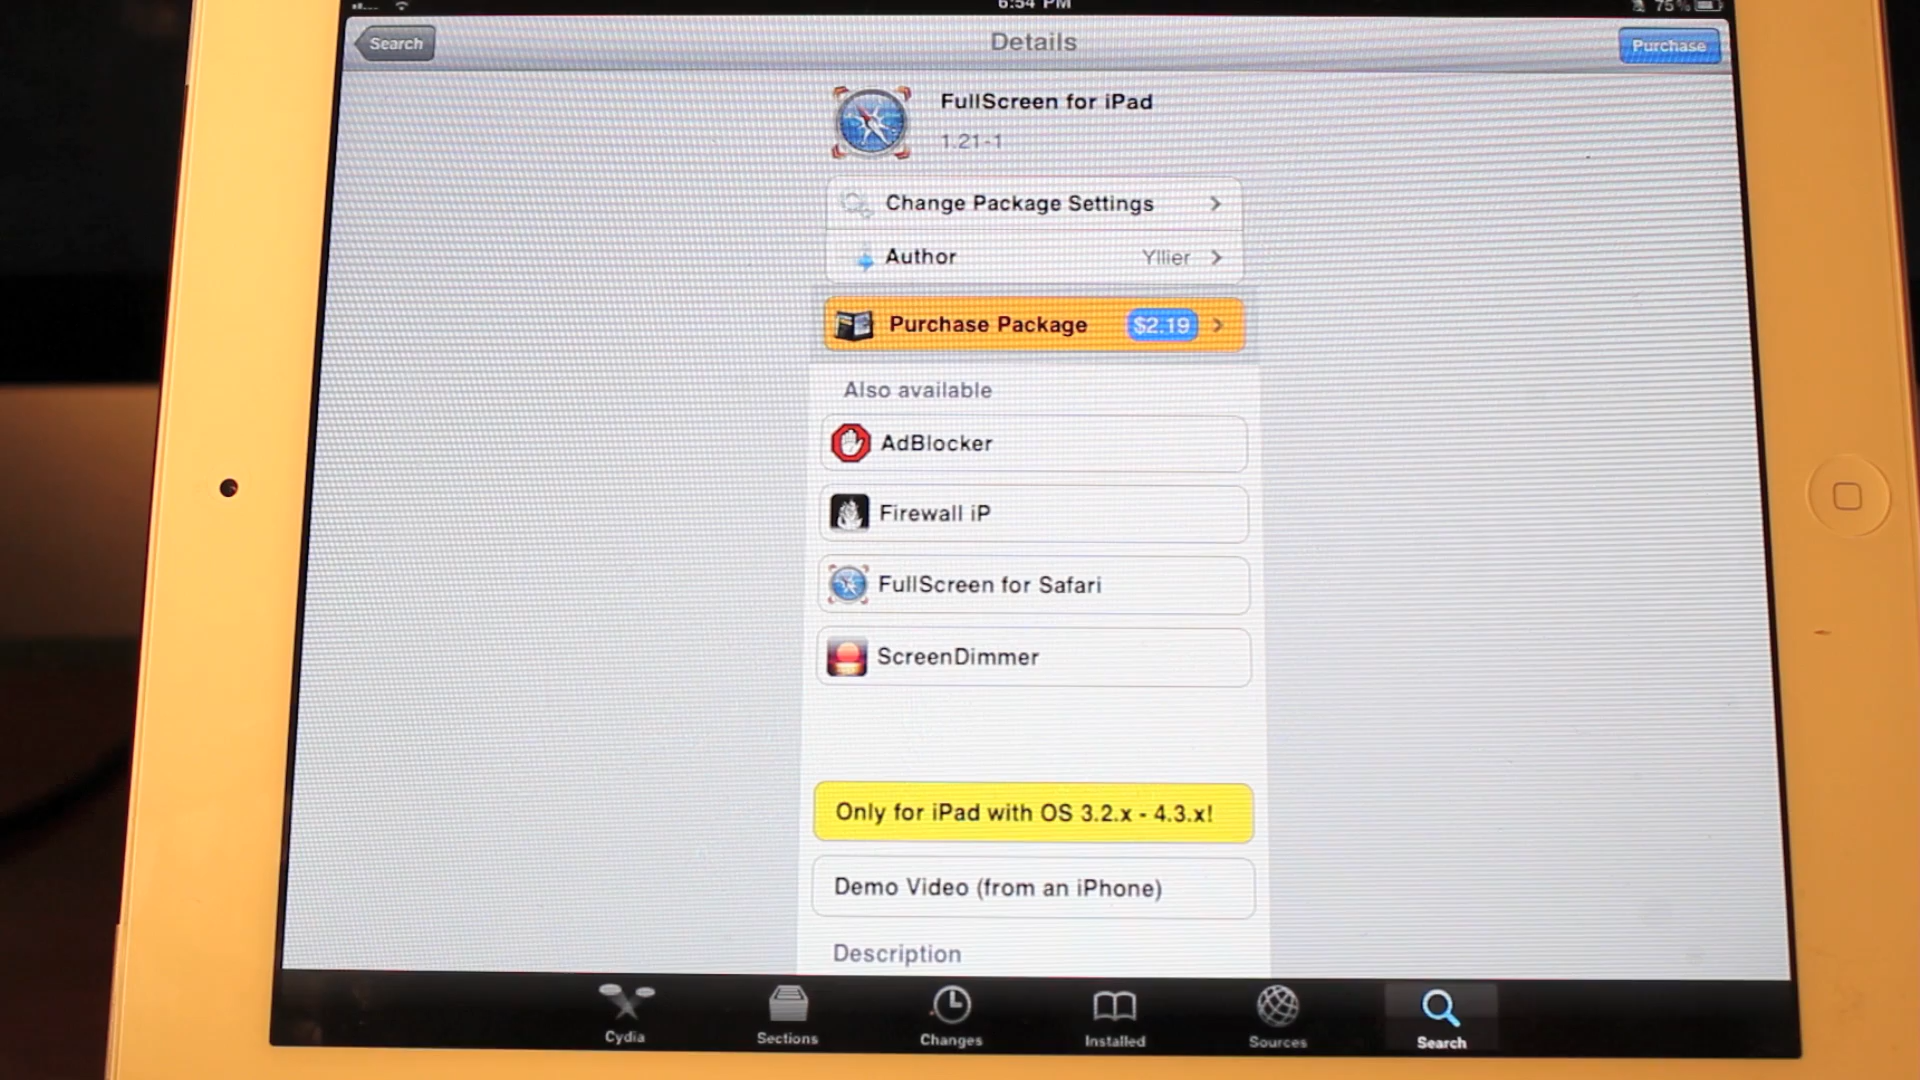 6:54 PM
75%
Search
Details
Purchase
FullScreen for iPad
1.21-1
Change Package Settings
Author
Yllier
Purchase Package
$2.19
Also available
AdBlocker
Firewall iP
FullScreen for Safari
ScreenDimmer
Only for iPad with OS 3.2.x - 4.3.x!
Demo Video (from an iPhone)
Description
Cydia
Sections
Changes
Installed
Sources
Search